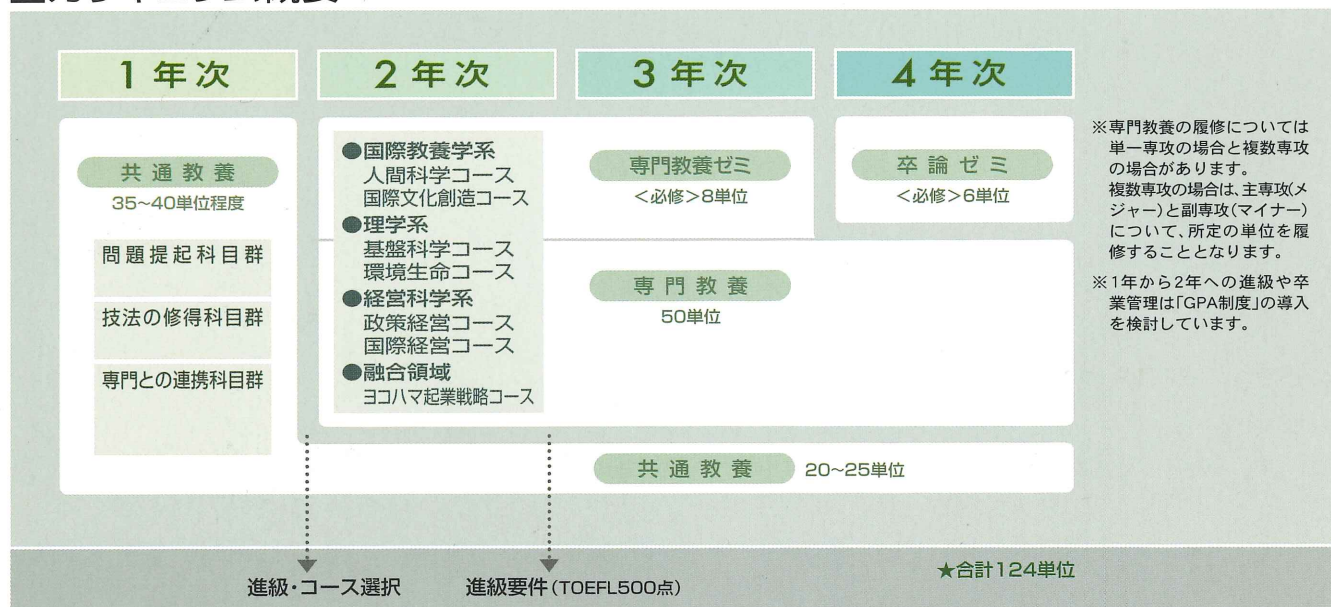 1年次
2年次
3年次
4年次
共通教養
35~40単位程度
問題提起科目群
技法の修得科目群
専門との連携科目群
●国際教養学系
人間科学コース
国際文化創造コース
●理学系
基盤科学コース
環境生命コース
●経営科学系
政策経営コース
国際経営コース
●融合領域
ヨコハマ起業戦略コース
専門教養ゼミ
<必修>8単位
卒論ゼミ
<必修>6単位
専門教養
50単位
共通教養 20~25単位
※専門教養の履修については
単一専攻の場合と複数専攻
の場合があります。
複数専攻の場合は、主専攻(メ
ジャー)と副専攻(マイナー)
について、所定の単位を履
修することとなります。
※1年から2年への進級や卒
業管理は「GPA制度」の導入
を検討しています。
進級・コース選択
進級要件(TOEFL500点)
★合計124単位